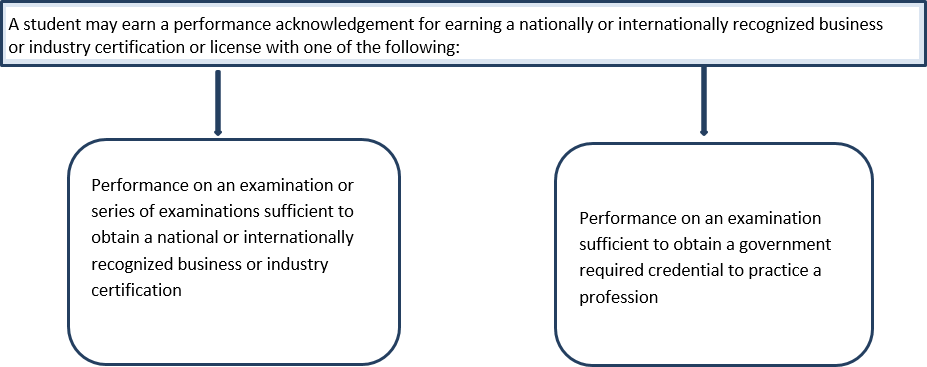 A student may earn a performance acknowledgement for earning a nationally or internationally recognized business
or industry certification or license with one of the following:
Performance on an examination or
series of examinations sufficient to
obtain a national or internationally
recognized business or industry
certification
Performance on an examination
sufficient to obtain a government
required credential to practice a
profession